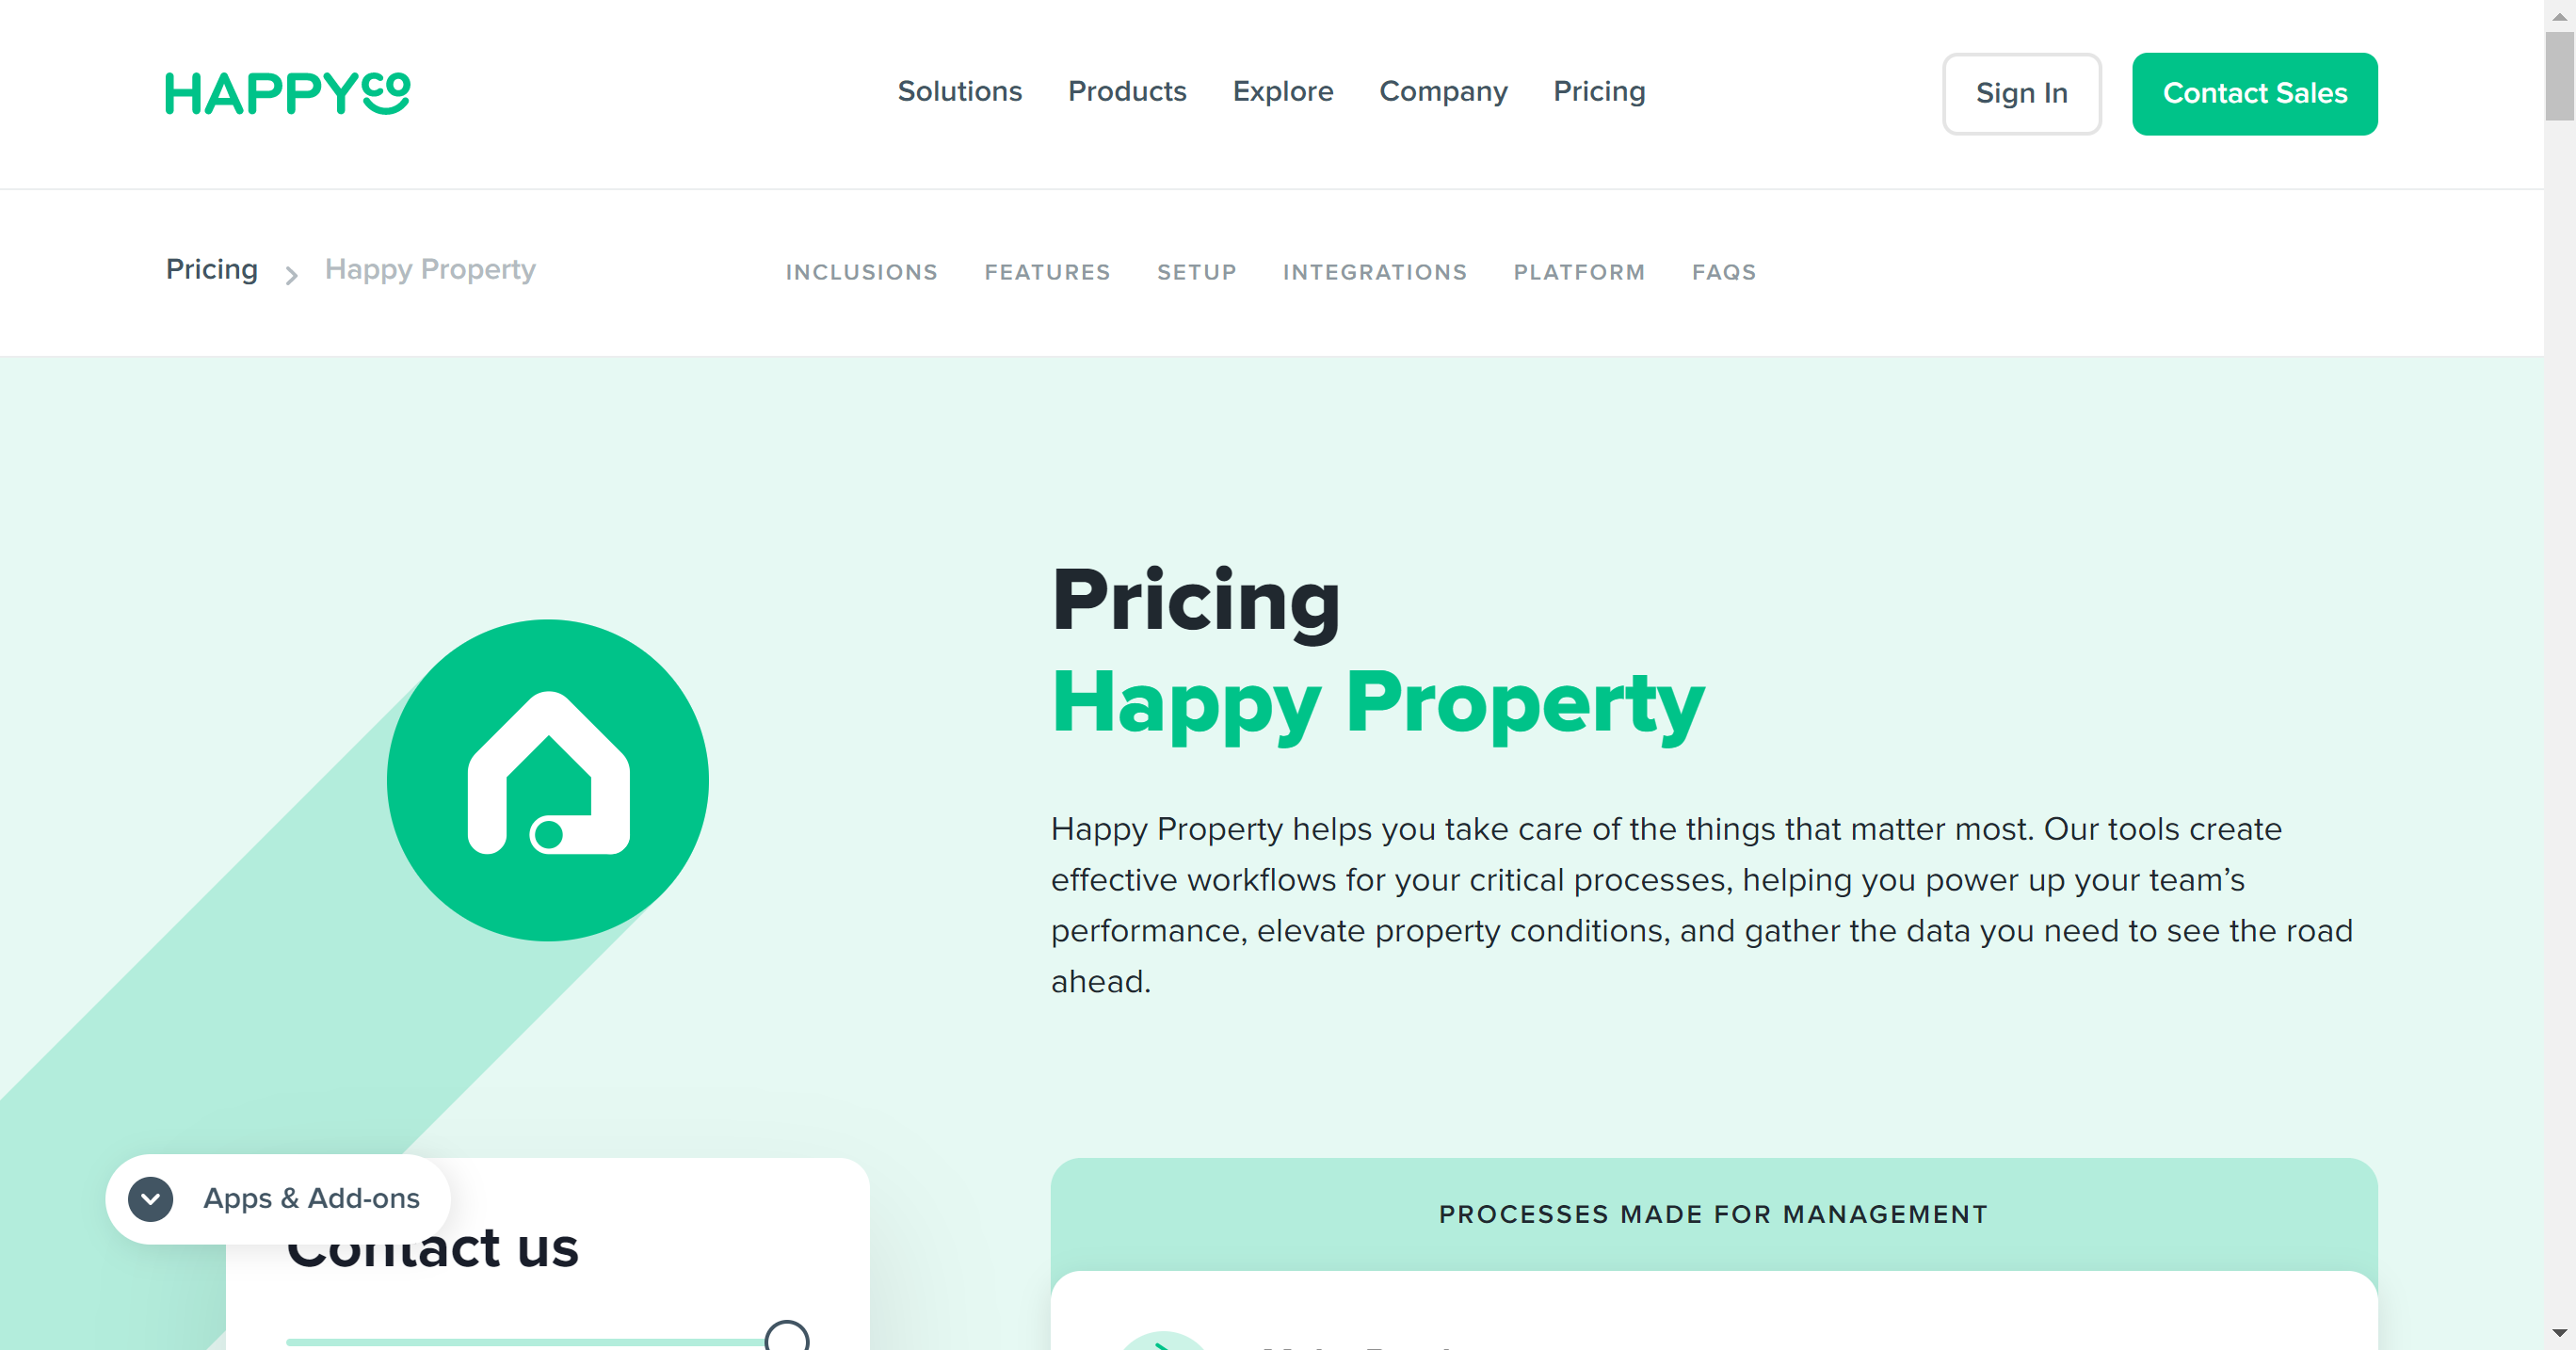 HAPPYco
Solutions
Products
Explore
Company
Pricing
Sign In
Contact Sales
Pricing
Happy Property
INCLUSIONS
FEATURES
SETUP
INTEGRATIONS
PLATFORM
FAQS
Pricing
Happy Property
Happy Property helps you take care of the things that matter most. Our tools create
effective workflows for your critical processes, helping you power up your team’s
performance, elevate property conditions, and gather the data you need to see the road
ahead.
Apps & Add-ons
Contact us
PROCESSES MADE FOR MANAGEMENT